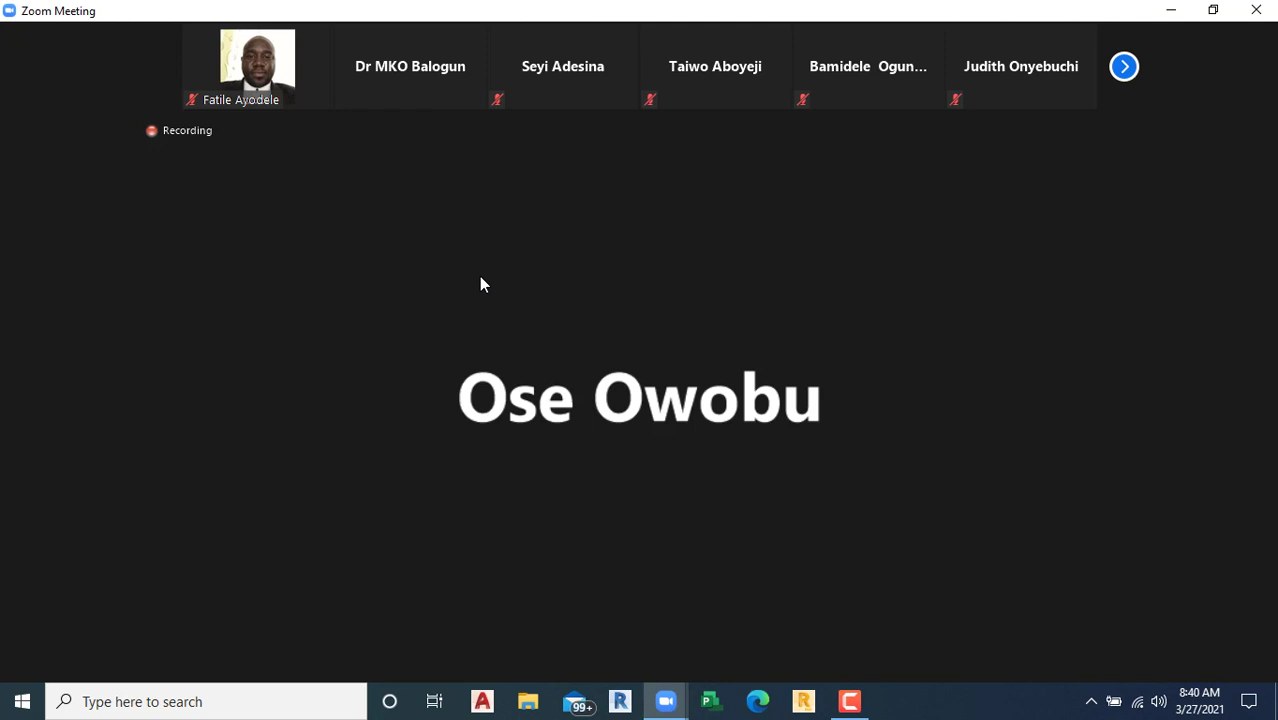 Zoom Meeting
Fatile Ayodele
Dr MKO Balogun
Seyi Adesina
Taiwo Aboyeji
Bamidele Ogun...
Judith Onyebuchi
Recording
Ose Owobu
Type here to search
A
99+
R
P
R
C
8:40 AM
3/27/2021